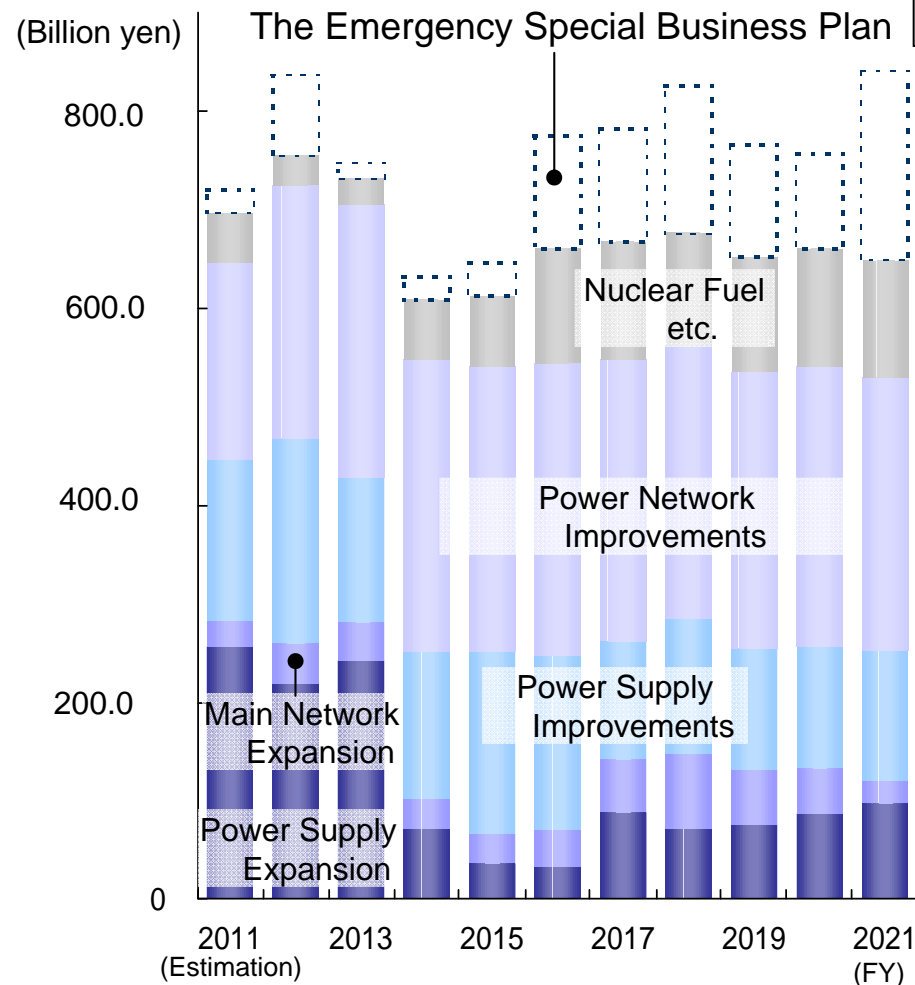 (Billion yen)
The Emergency Special Business Plan
800.0
600.0
400.0
200.0
0
Nuclear Fuel
etc.
Power Network
Improvements
Power Supply
Improvements
Main Network
Expansion
Power Supply
Expansion
2011 2013 2015 2017 2019 2021
(Estimation) (FY)